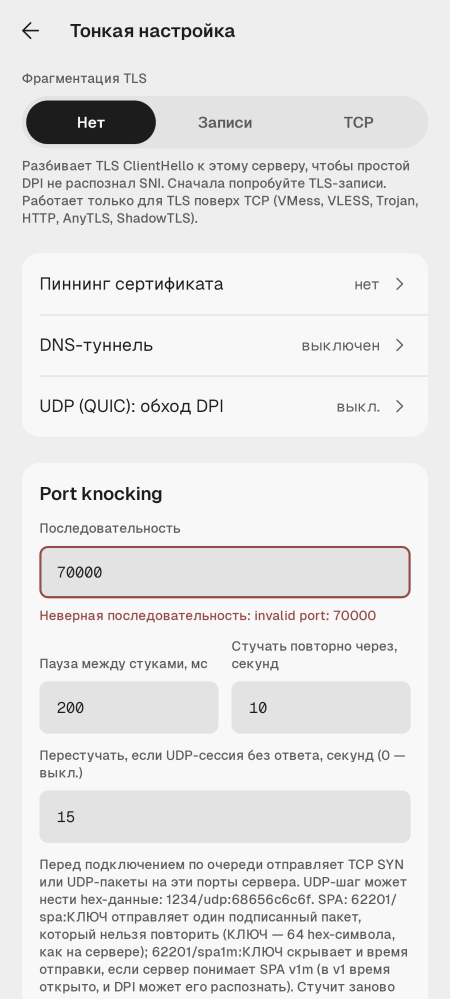 Тонкая настройка
Фрагментация TLS
Нет
Записи
TCP
Разбивает TLS ClientHello к этому серверу, чтобы простой
DPI не распознал SNI. Сначала попробуйте TLS-записи.
Работает только для TLS поверх TCP (VMess, VLESS, Trojan,
HTTP, AnyTLS, ShadowTLS).
Пиннинг сертификата нет
DNS-туннель выключен
UDP (QUIC): обход DPI выкл.
Port knocking
Последовательность
70000
Неверная последовательность: invalid port: 70000
Пауза между стуками, мс
Стучать повторно через,
секунд
200
10
Перестучать, если UDP-сессия без ответа, секунд (0 —
выкл.)
15
Перед подключением по очереди отправляет TCP SYN
или UDP-пакеты на эти порты сервера. UDP-шаг может
нести hex-данные: 1234/udp:68656c6c6f. SPA: 62201/
spa:КЛЮЧ отправляет один подписанный пакет,
который нельзя повторить (КЛЮЧ — 64 hex-символа,
как на сервере); 62201/spa1m:КЛЮЧ скрывает и время
отправки, если сервер понимает SPA v1m (в v1 время
открыто, и DPI может его распознать). Стучит заново